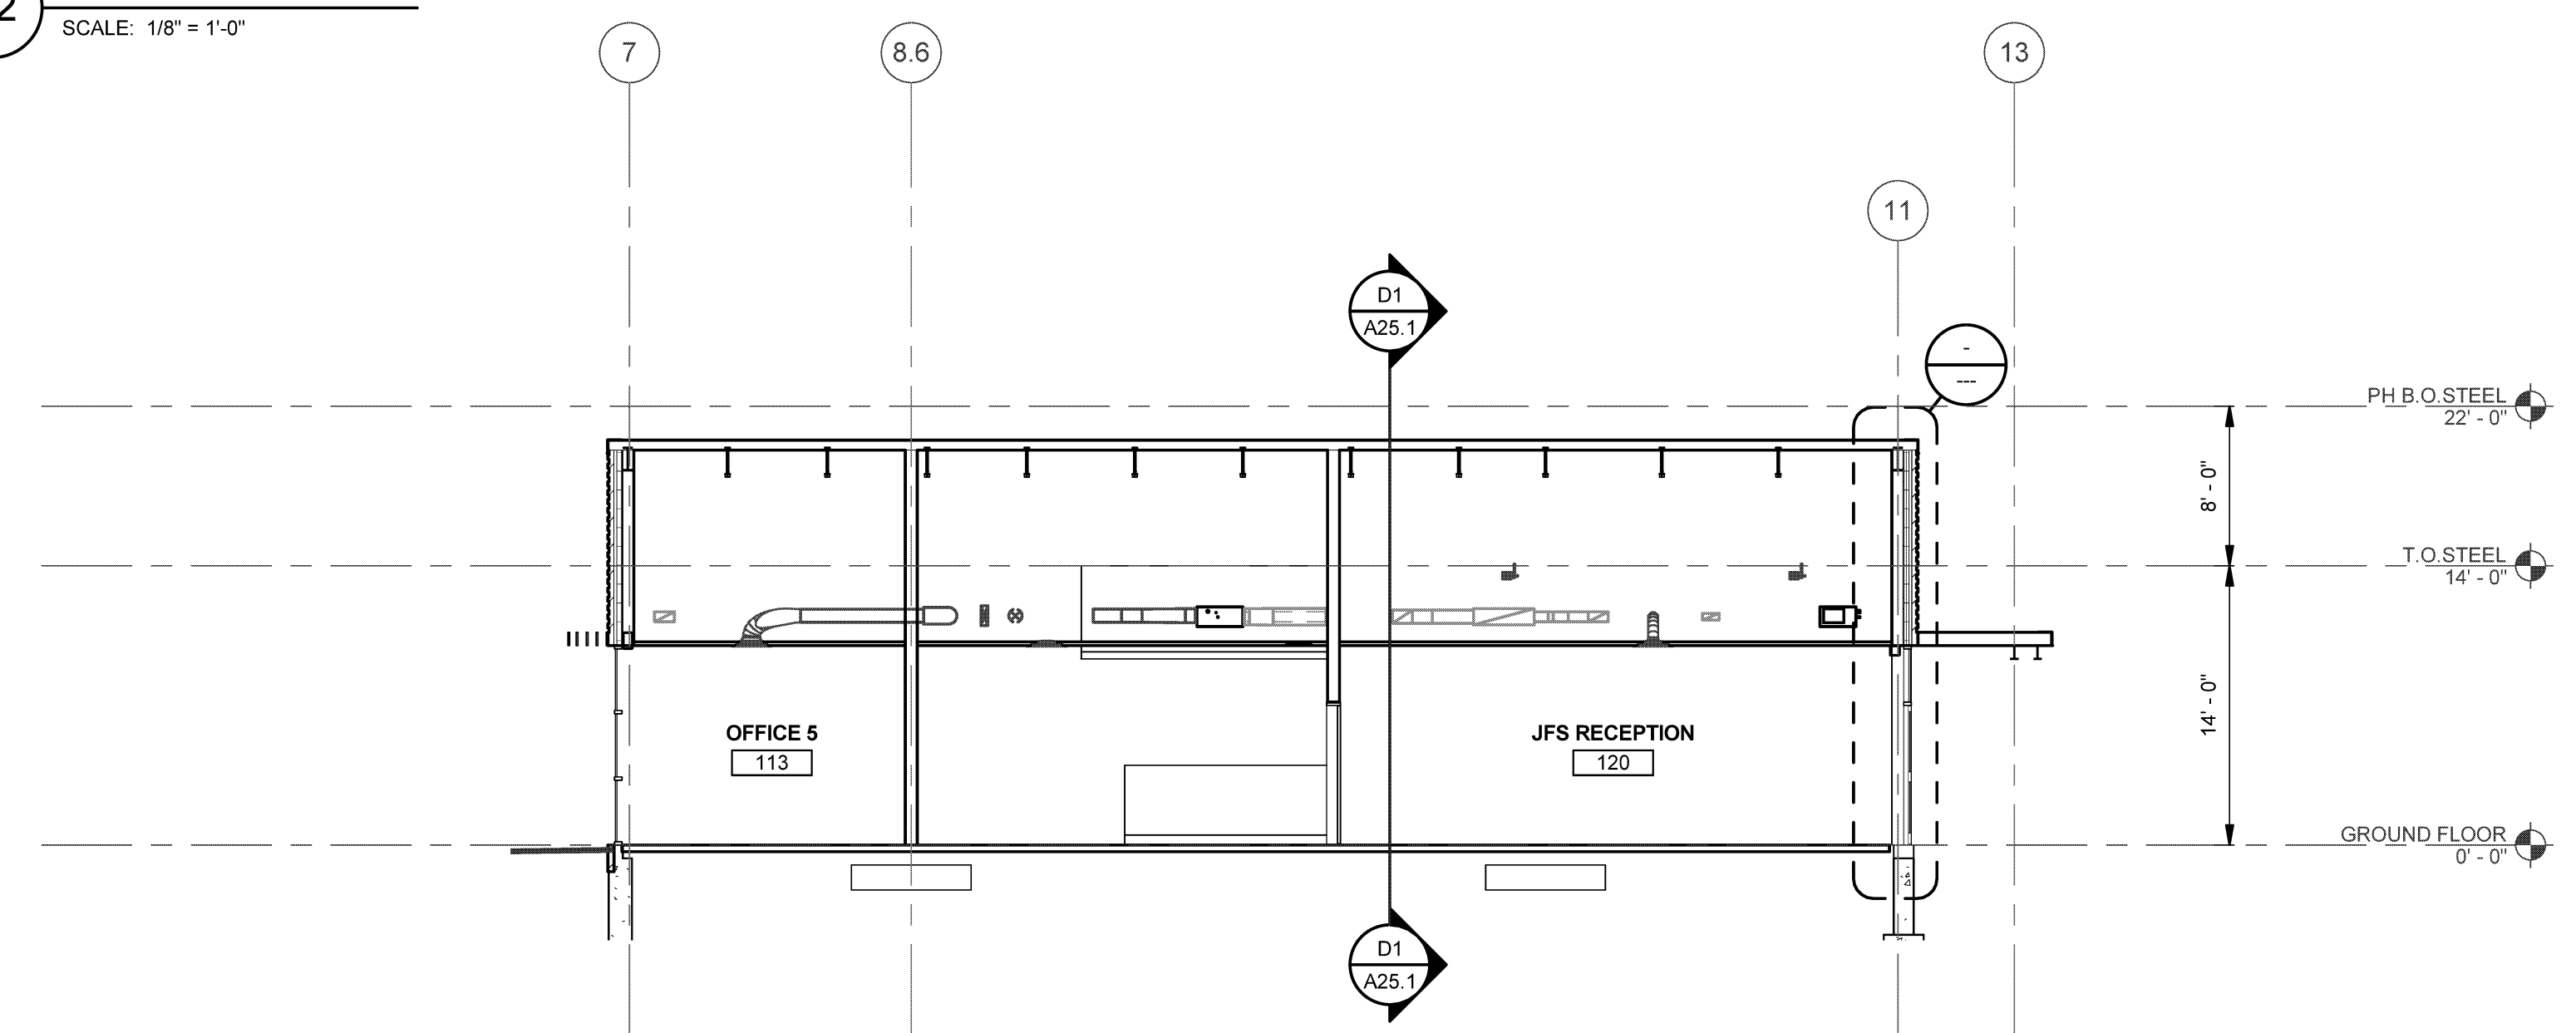 2
SCALE: 1/8" = 1'-0"
7
8.6
13
11
D1
A25.1
-
---
PH B.O.STEEL
22' - 0"
8' - 0"
T.O.STEEL
14' - 0"
14' - 0"
OFFICE 5
113
JFS RECEPTION
120
GROUND FLOOR
0' - 0"
D1
A25.1